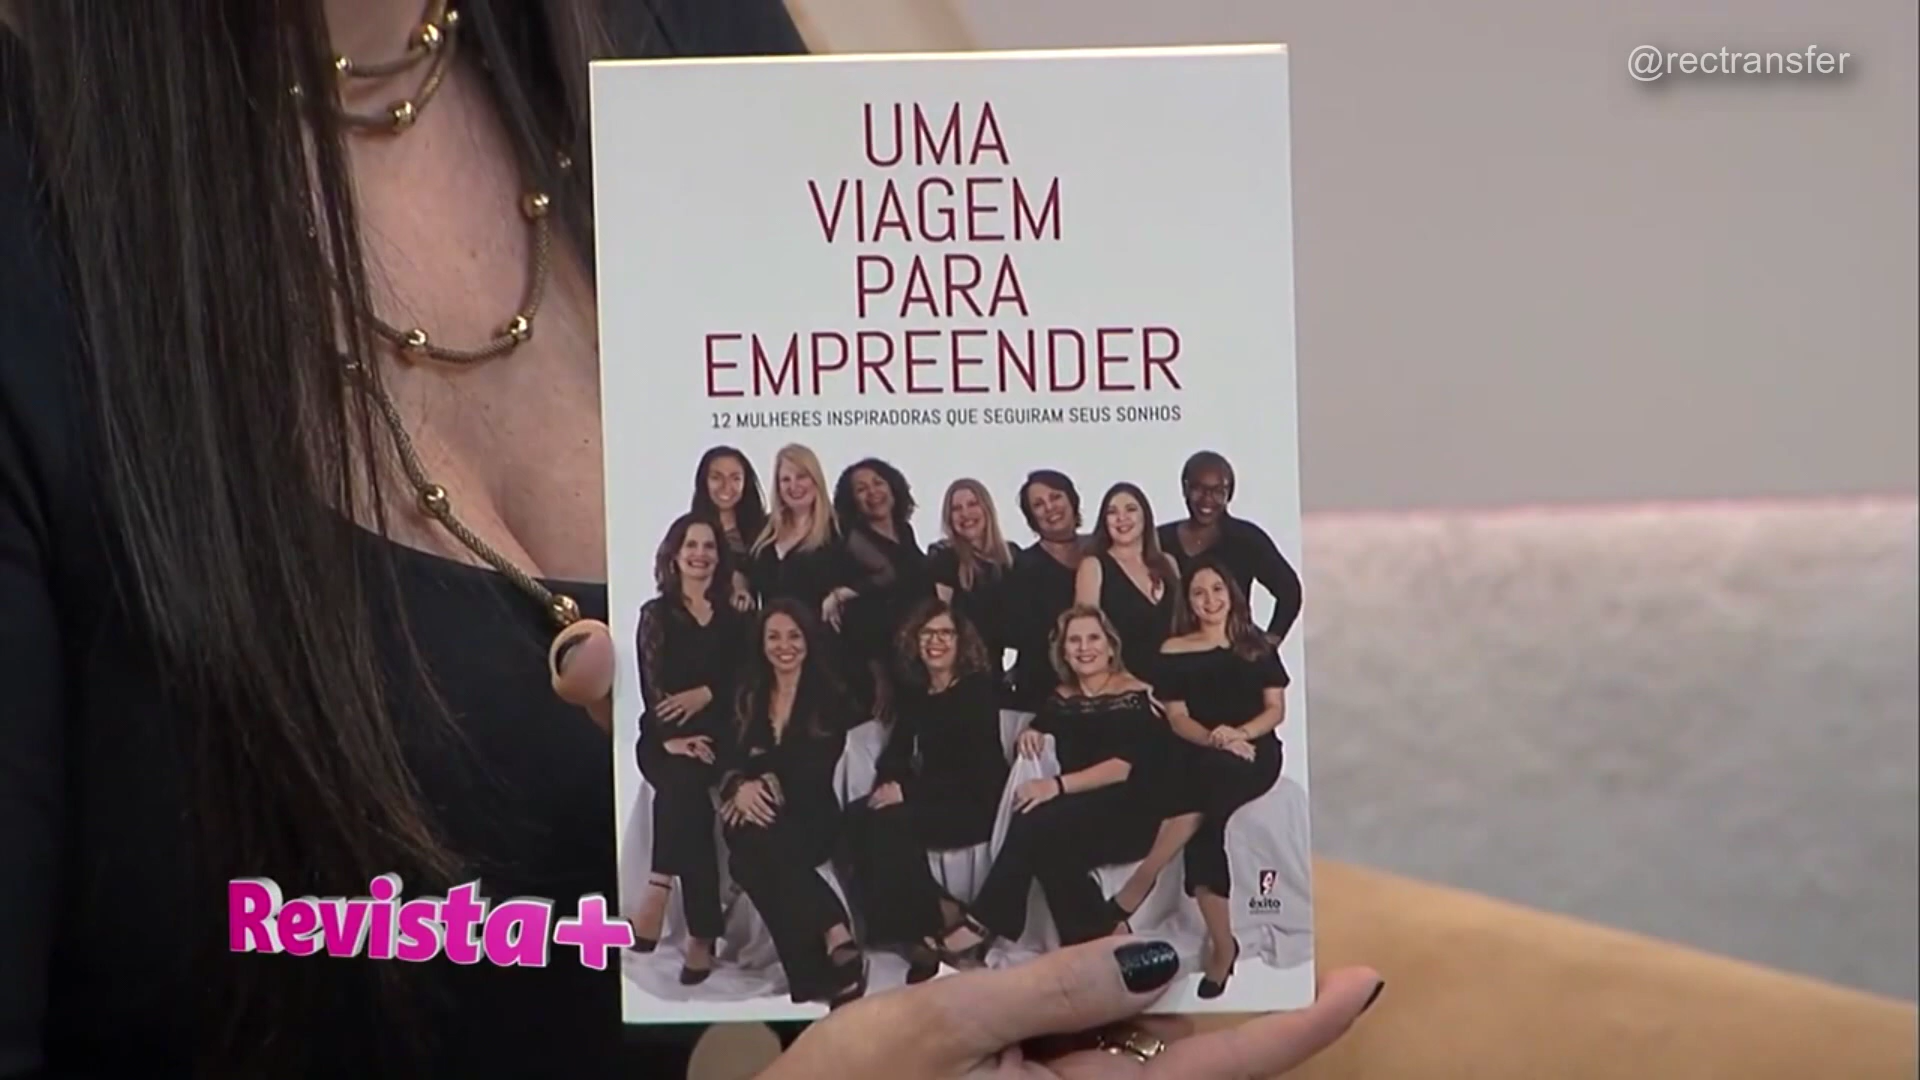 @rectransfer
UMA
VIAGEM
PARA
EMPREENDER
12 MULHERES INSPIRADORAS QUE SEGUIRAM SEUS SONHOS
êxito
Revista+